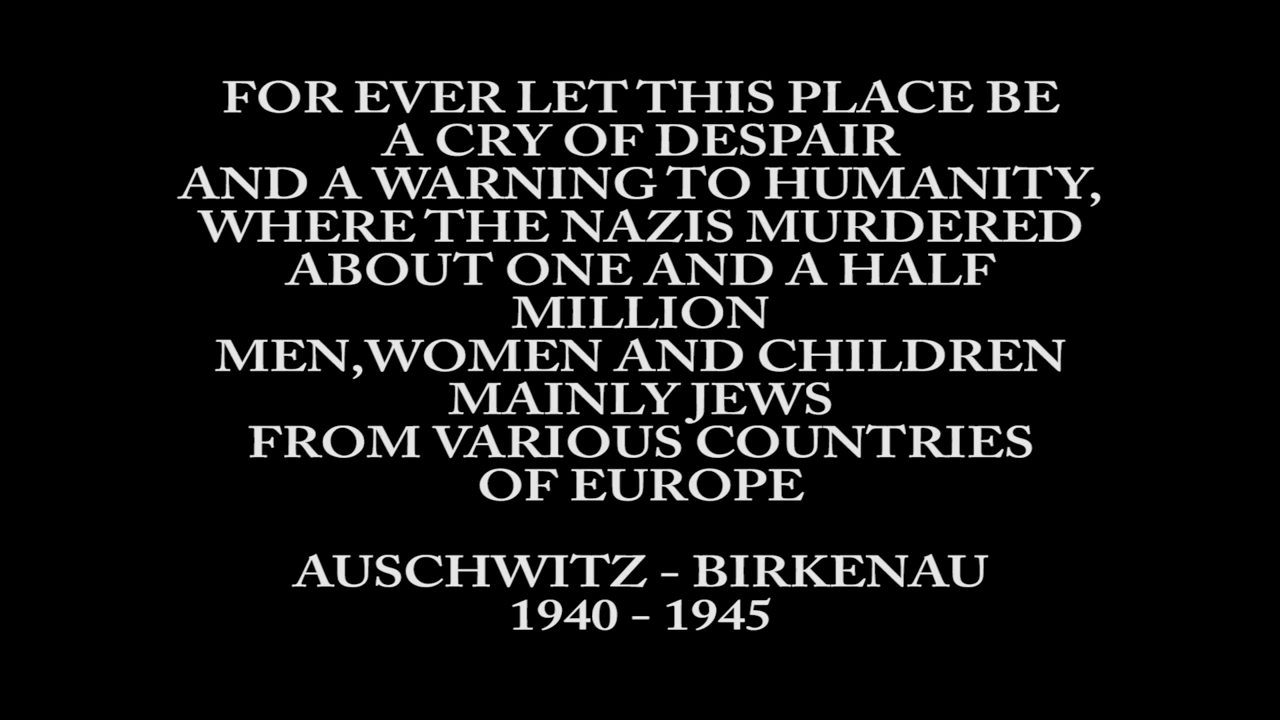 FOR EVER LET THIS PLACE BE
A CRY OF DESPAIR
AND A WARNING TO HUMANITY,
WHERE THE NAZIS MURDERED
ABOUT ONE AND A HALF
MILLION
MEN,WOMEN AND CHILDREN
MAINLY JEWS
FROM VARIOUS COUNTRIES
OF EUROPE
AUSCHWITZ - BIRKENAU
1940 - 1945